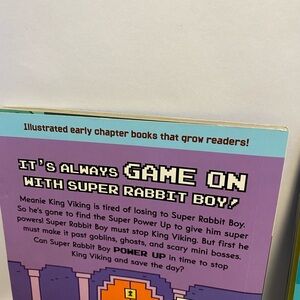 Illustrated early chapter books that grow readers!
IT'S ALWAYS GAME ON
WITH SUPER RABBIT BOY!
Meanie King Viking is tired of losing to Super Rabbit Boy.
So he's gone to find the Super Power Up to give him super
powers! Super Rabbit Boy must stop King Viking. But first he
must make it past goblins, ghosts, and scary mini bosses.
Can Super Rabbit Boy POWER UP in time to stop
King Viking and save the day?